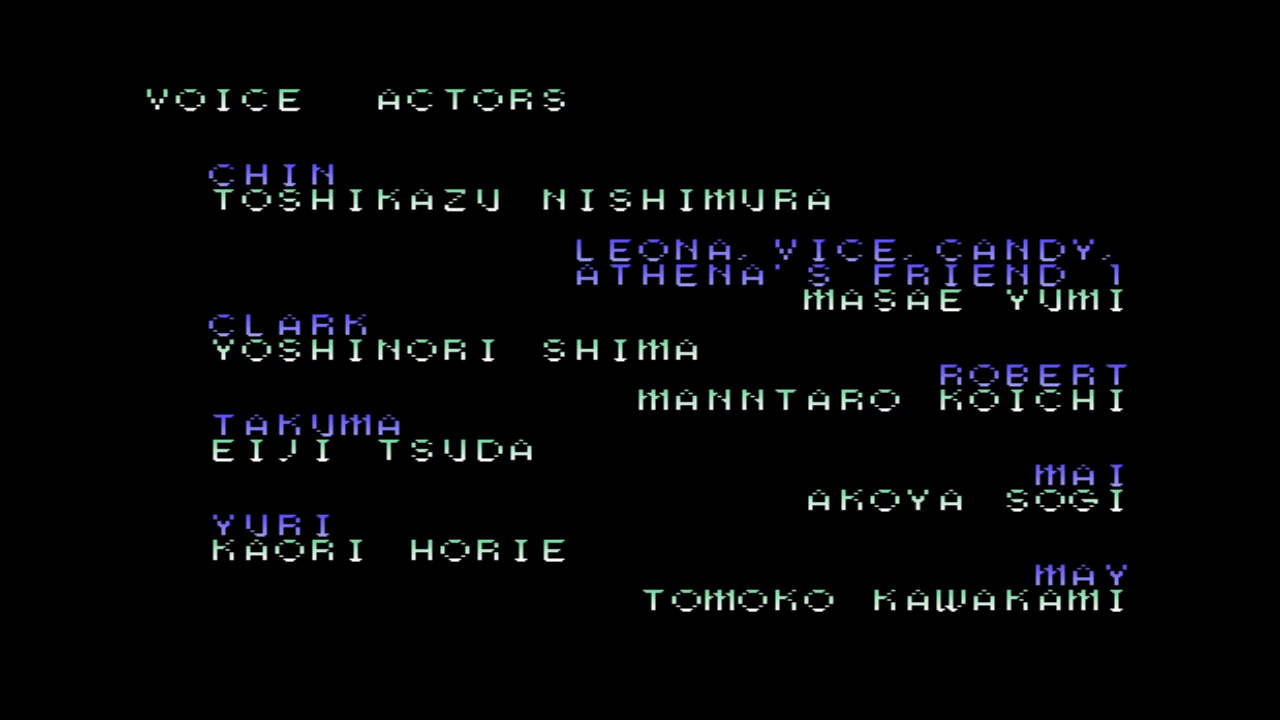 VOICE ACTORS
CHIN
TOSHIKAZU NISHIMURA
LEONA, VICE, CANDY,
ATHENA'S FRIEND 1
MASAE YUMI
CLARK
YOSHINORI SHIMA
ROBERT
MANNTARO KOICHI
TAKUMA
EIJI TSUDA
MAI
AKOYA SOGI
YURI
KAORI HORIE
MAY
TOMOKO KAWAKAMI